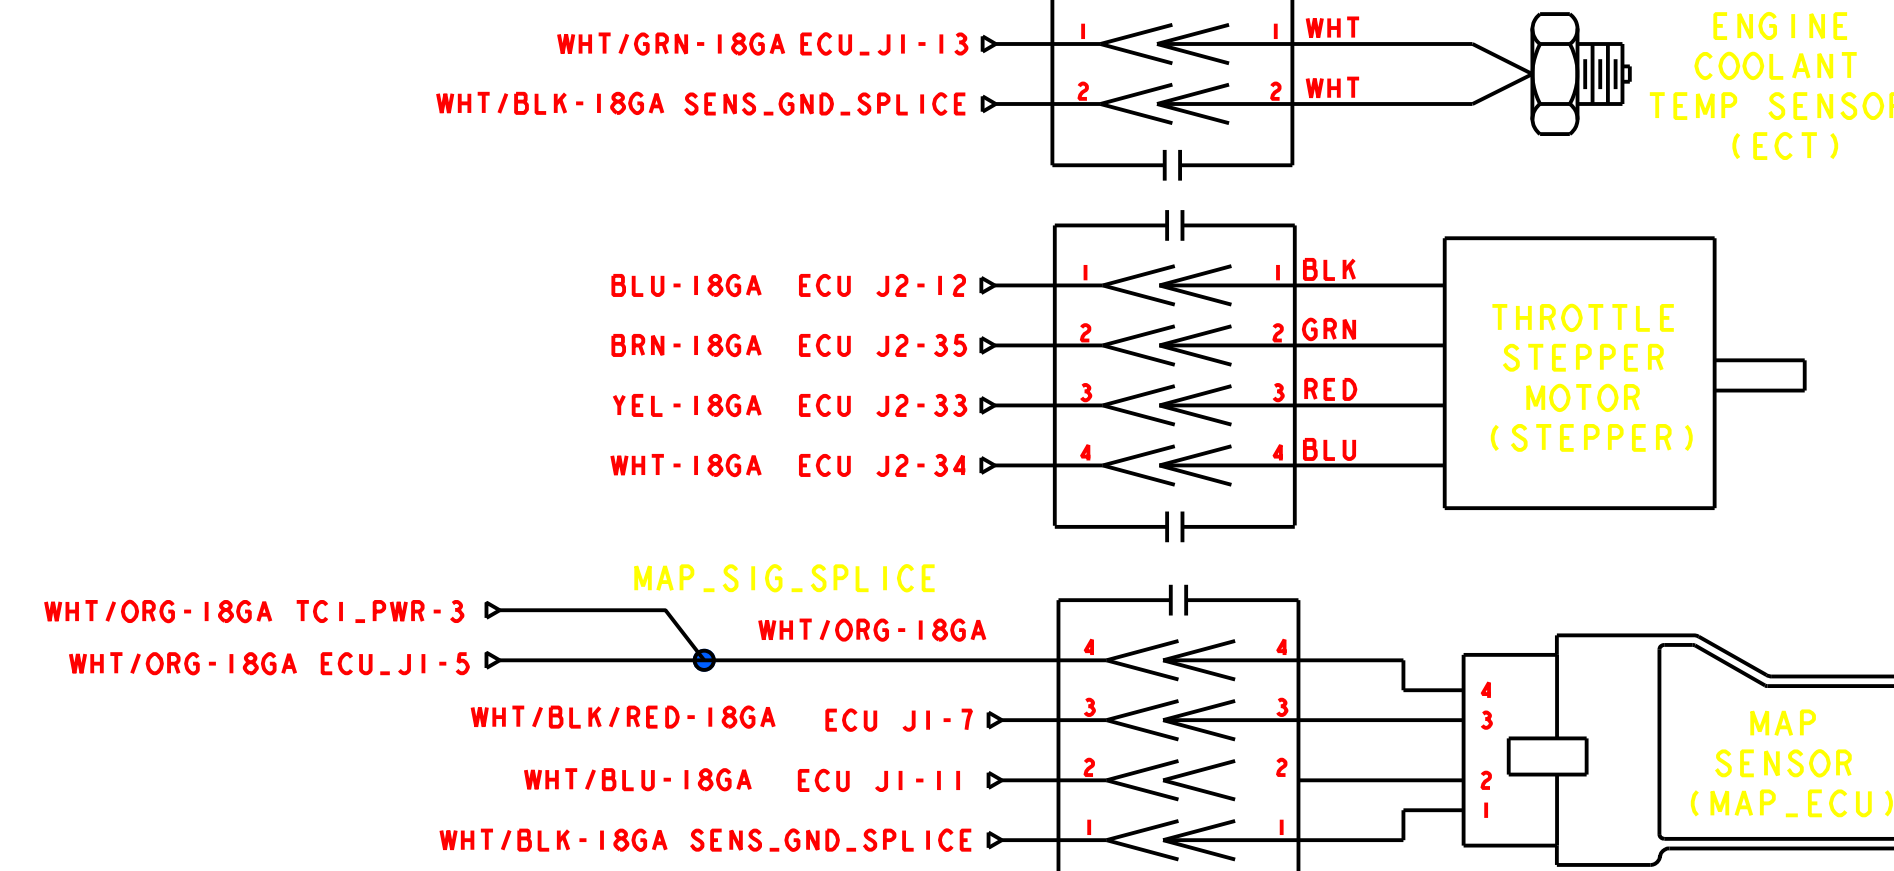 WHT/GRN-18GA ECU_J1-13 1 1 WHT
WHT/BLK-18GA SENS_GND_SPLICE 2 2 WHT
ENGINE
COOLANT
TEMP SENSOR
(ECT)
BLU-18GA ECU J2-12 1 1 BLK
BRN-18GA ECU J2-35 2 2 GRN
YEL-18GA ECU J2-33 3 3 RED
WHT-18GA ECU J2-34 4 4 BLU
THROTTLE
STEPPER
MOTOR
(STEPPER)
MAP_SIG_SPLICE
WHT/ORG-18GA TCI_PWR-3
WHT/ORG-18GA
WHT/ORG-18GA ECU_J1-5 4 4 4
WHT/BLK/RED-18GA ECU J1-7 3 3 3
WHT/BLU-18GA ECU J1-11 2 2 2
WHT/BLK-18GA SENS_GND_SPLICE 1 1 1
MAP
SENSOR
(MAP_ECU)